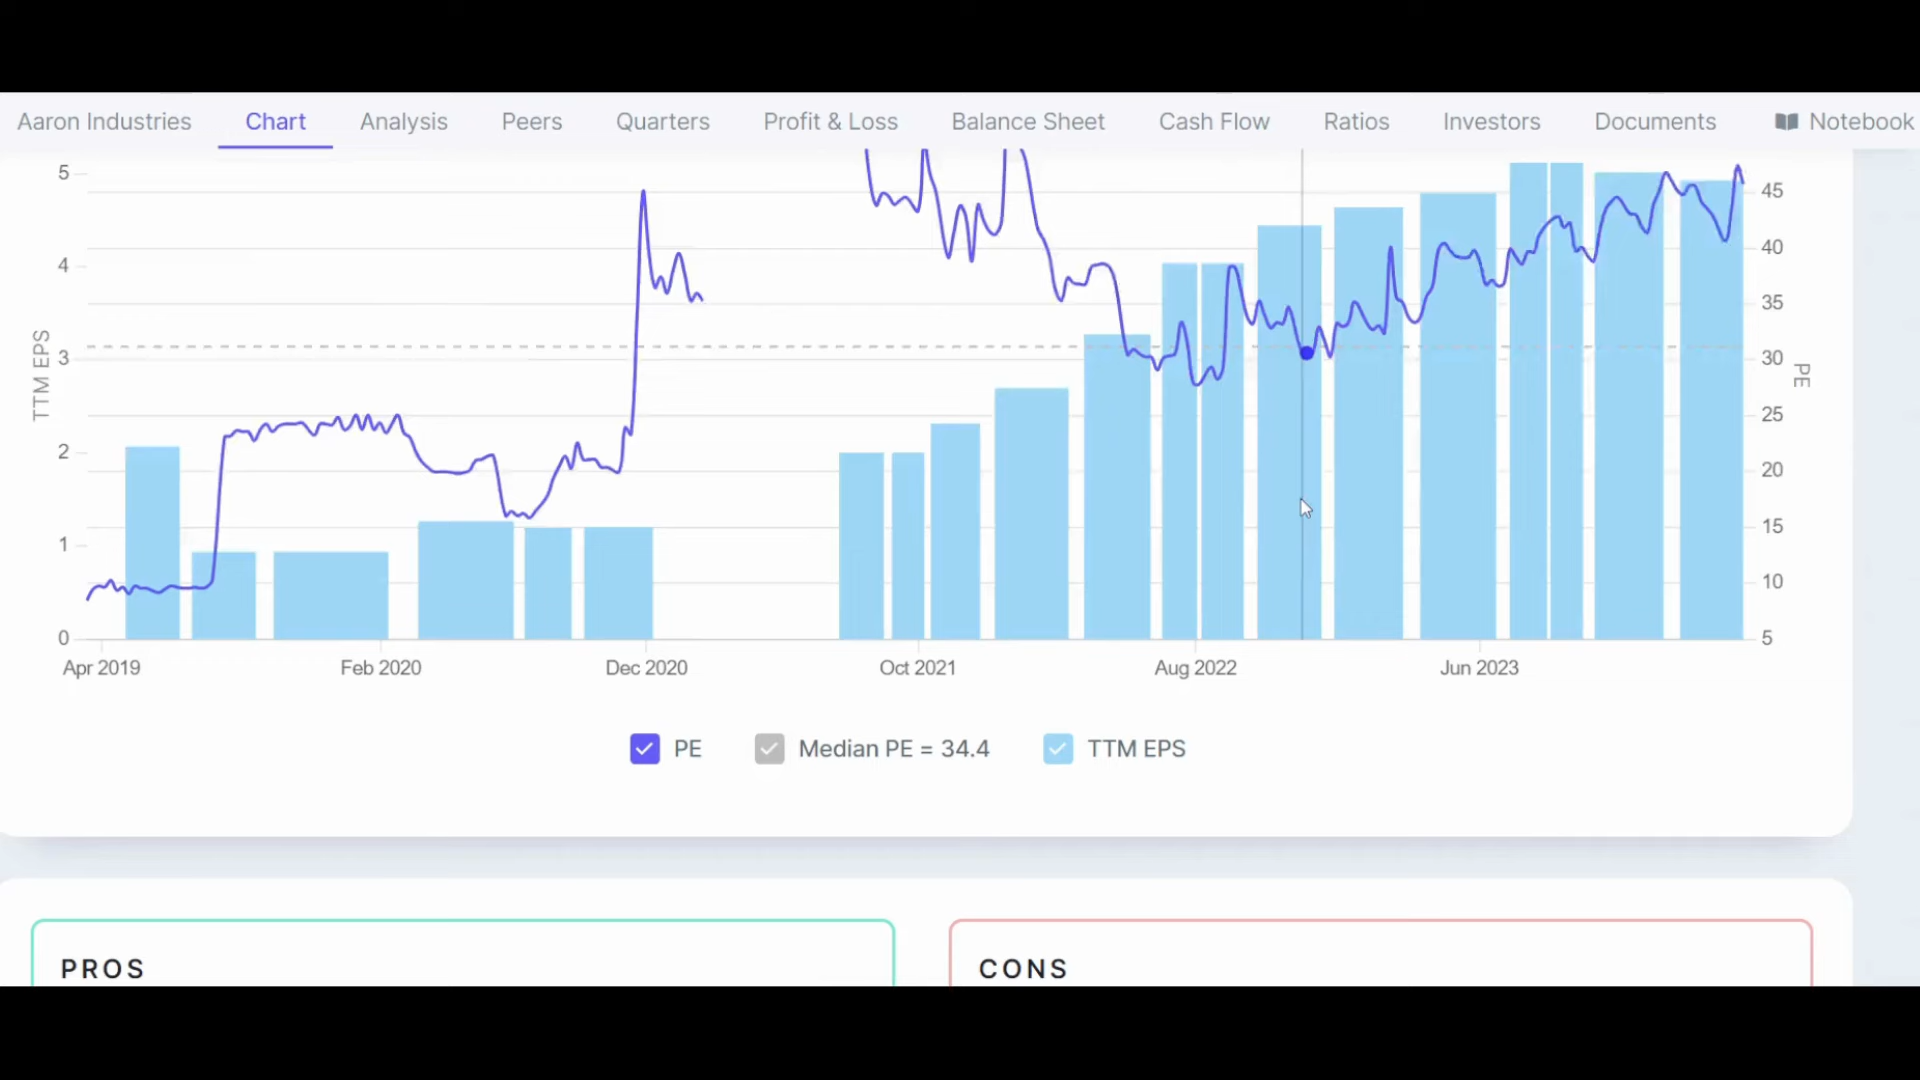 Aaron Industries Chart Analysis Peers Quarters Profit & Loss Balance Sheet Cash Flow Ratios Investors Documents Notebook
5
4
3
2
1
0
TTM EPS
45
40
35
30
25
20
15
10
5
PE
Apr 2019 Feb 2020 Dec 2020 Oct 2021 Aug 2022 Jun 2023
PE Median PE = 34.4 TTM EPS
PROS
CONS